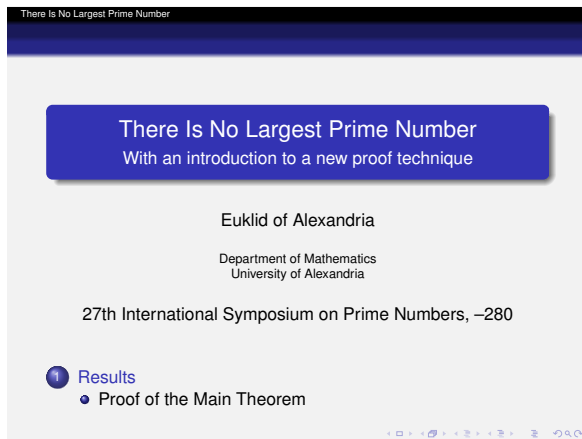 There Is No Largest Prime Number
There Is No Largest Prime Number
With an introduction to a new proof technique
Euklid of Alexandria
Department of Mathematics
University of Alexandria
27th International Symposium on Prime Numbers, –280
1 Results
Proof of the Main Theorem